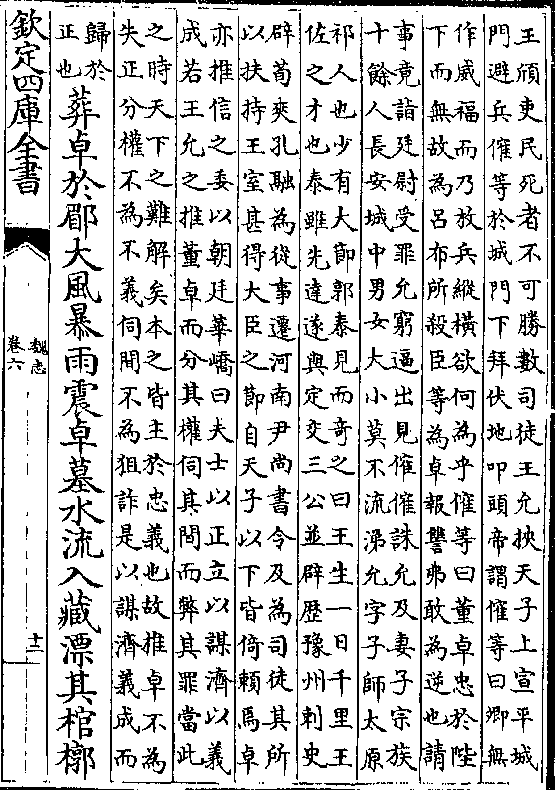 王頎吏民死者不可勝數司徒王允挾天子上宣平城
門避兵傕等於城門下拜伏地叩頭帝謂傕等曰卿無
作威福而乃放兵縱橫欲何為乎傕等曰董卓忠於陛
下而無故為呂布所殺臣等為卓報讐弗敢為逆也請
事竟詣廷尉受罪允窮逼出見傕傕誅允及妻子宗族
十餘人長安城中男女大小莫不流涕允字子師太原
祁人也少有大節郭泰見而奇之曰王生一日千里王
佐之才也泰雖先達遂與定交三公並辟歷豫州刺史
辟荀爽孔融為從事遷河南尹尚書令及為司徒其所
以扶持王室甚得大臣之節自天子以下皆倚賴焉卓
亦推信之委以朝廷華嶠曰夫士以正立以謀濟以義
成若王允之推董卓而分其權伺其間而弊其罪當此
之時天下之難解矣本之皆主於忠義也故推卓不為
失正分權不為不義伺間不為狙詐是以謀濟義成而
歸於
正也
葬卓於郿大風暴雨震卓墓水流入藏漂其棺槨
欽定四庫全書
魏志
卷六
十二